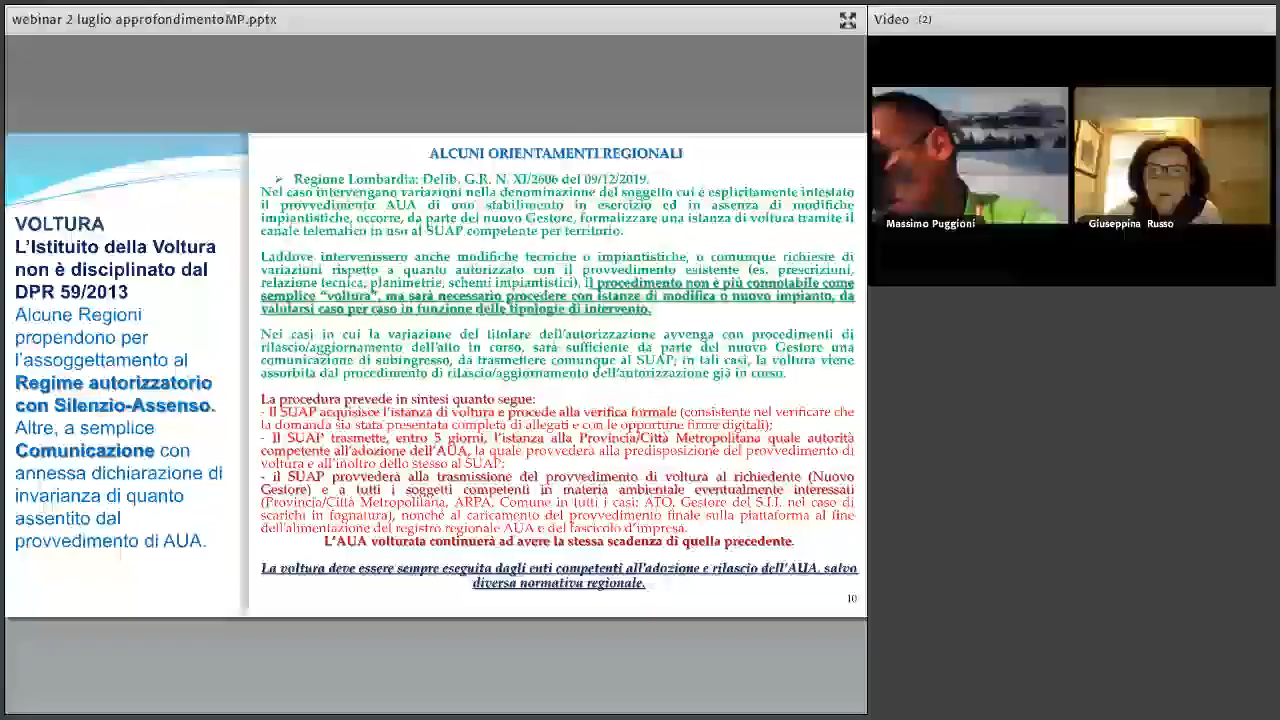 webinar 2 luglio approfondimentoMP.pptx
Video (2)
Massimo Puggioni
Giuseppina Russo
VOLTURA
L'Istituito della Voltura
non è disciplinato dal
DPR 59/2013
Alcune Regioni
propendono per
l'assoggettamento al
Regime autorizzatorio
con Silenzio-Assenso.
Altre, a semplice
Comunicazione con
annessa dichiarazione di
invarianza di quanto
assentito dal
provvedimento di AUA.
ALCUNI ORIENTAMENTI REGIONALI
➢ Regione Lombardia: Delib. G.R. N. XI/2606 del 09/12/2019.
Nel caso intervengano variazioni nella denominazione del soggetto cui è esplicitamente intestato
il provvedimento AUA di uno stabilimento in esercizio ed in assenza di modifiche
impiantistiche, occorre, da parte del nuovo Gestore, formalizzare una istanza di voltura tramite il
canale telematico in uso al SUAP competente per territorio.
Laddove intervenissero anche modifiche tecniche o impiantistiche, o comunque richieste di
variazioni rispetto a quanto autorizzato con il provvedimento esistente (es. prescrizioni,
relazione tecnica, planimetrie, schemi impiantistici), il procedimento non è più connotabile come
semplice "voltura", ma sarà necessario procedere con istanze di modifica o nuovo impianto, da
valutarsi caso per caso in funzione delle tipologie di intervento.
Nei casi in cui la variazione del titolare dell'autorizzazione avvenga con procedimenti di
rilascio/aggiornamento dell'atto in corso, sarà sufficiente da parte del nuovo Gestore una
comunicazione di subingresso, da trasmettere comunque al SUAP; in tali casi, la voltura viene
assorbita dal procedimento di rilascio/aggiornamento dell'autorizzazione già in corso.
La procedura prevede in sintesi quanto segue:
- Il SUAP acquisisce l'istanza di voltura e procede alla verifica formale (consistente nel verificare che
la domanda sia stata presentata completa di allegati e con le opportune firme digitali);
- Il SUAP trasmette, entro 5 giorni, l'istanza alla Provincia/Città Metropolitana quale autorità
competente all'adozione dell'AUA, la quale provvederà alla predisposizione del provvedimento di
voltura e all'inoltro dello stesso al SUAP;
- il SUAP provvederà alla trasmissione del provvedimento di voltura al richiedente (Nuovo
Gestore) e a tutti i soggetti competenti in materia ambientale eventualmente interessati
(Provincia/Città Metropolitana, ARPA, Comune in tutti i casi; ATO, Gestore del S.I.I. nel caso di
scarichi in fognatura), nonché al caricamento del provvedimento finale sulla piattaforma al fine
dell'alimentazione del registro regionale AUA e del fascicolo d'impresa.
L'AUA volturata continuerà ad avere la stessa scadenza di quella precedente.
La voltura deve essere sempre eseguita dagli enti competenti all'adozione e rilascio dell'AUA, salvo
diversa normativa regionale.
10